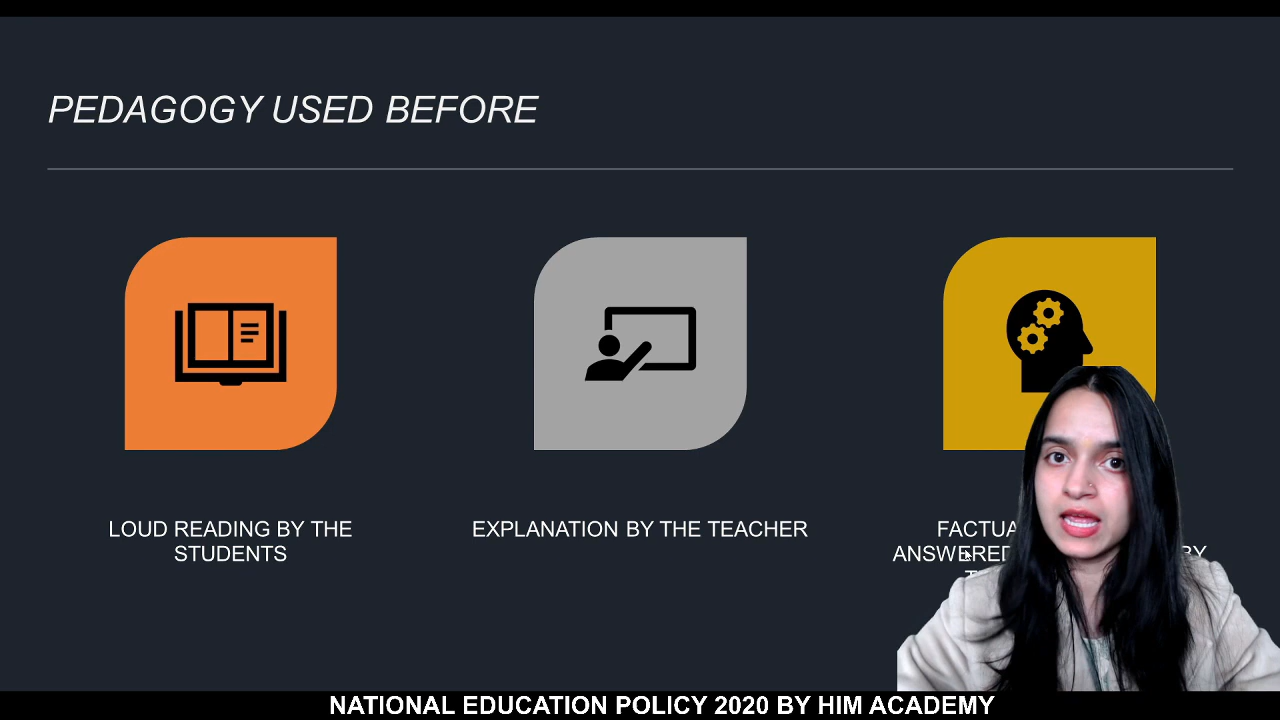 PEDAGOGY USED BEFORE
LOUD READING BY THE
STUDENTS
EXPLANATION BY THE TEACHER
ANSWERED
BY
NATIONAL EDUCATION POLICY 2020 BY HIM ACADEMY